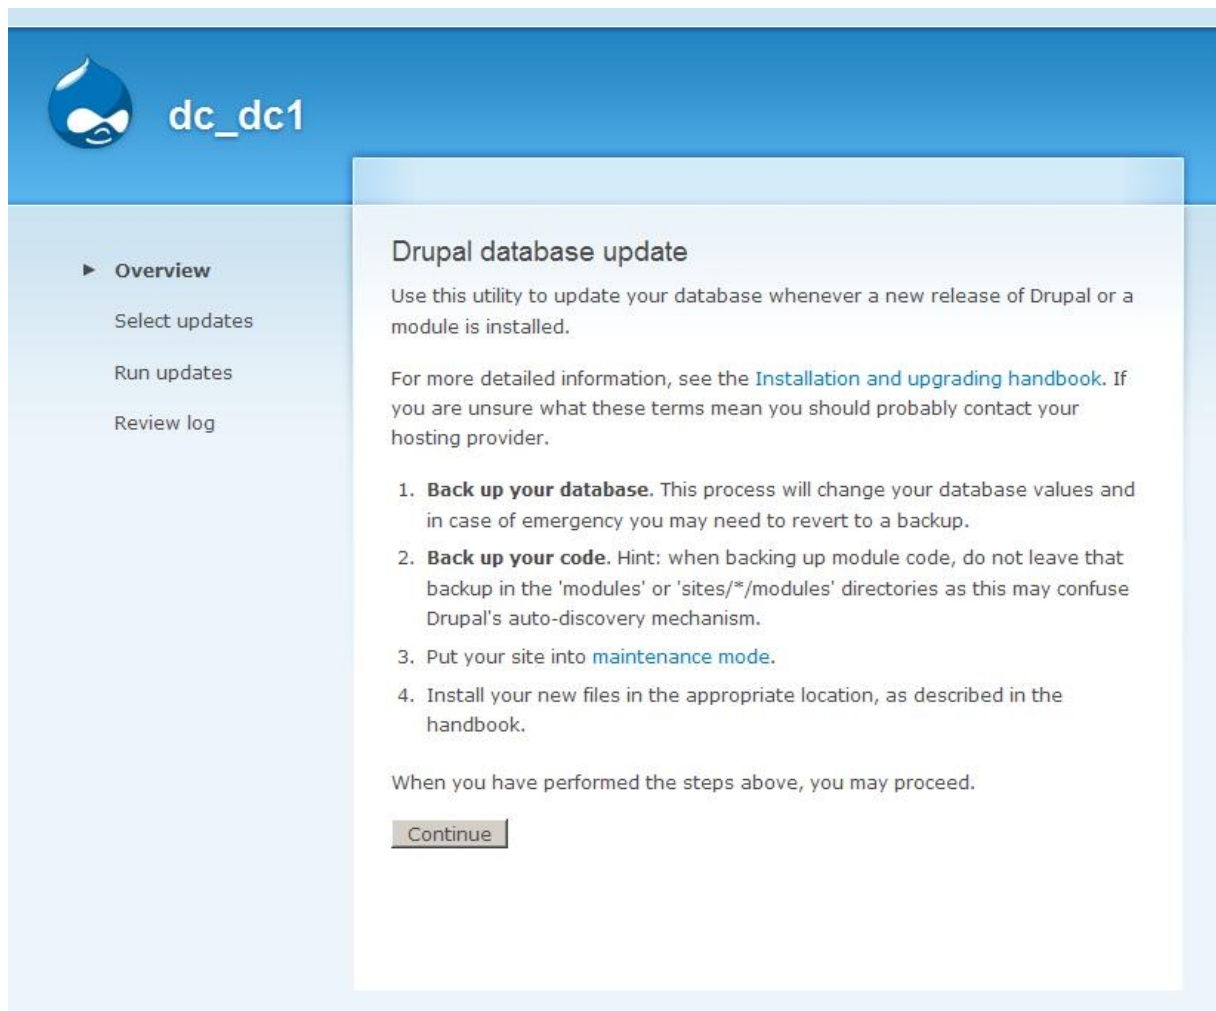 dc_dc1
Overview
Select updates
Run updates
Review log
Drupal database update
Use this utility to update your database whenever a new release of Drupal or a
module is installed.
For more detailed information, see the Installation and upgrading handbook. If
you are unsure what these terms mean you should probably contact your
hosting provider.
1. Back up your database. This process will change your database values and
in case of emergency you may need to revert to a backup.
2. Back up your code. Hint: when backing up module code, do not leave that
backup in the 'modules' or 'sites/*/modules' directories as this may confuse
Drupal's auto-discovery mechanism.
3. Put your site into maintenance mode.
4. Install your new files in the appropriate location, as described in the
handbook.
When you have performed the steps above, you may proceed.
Continue